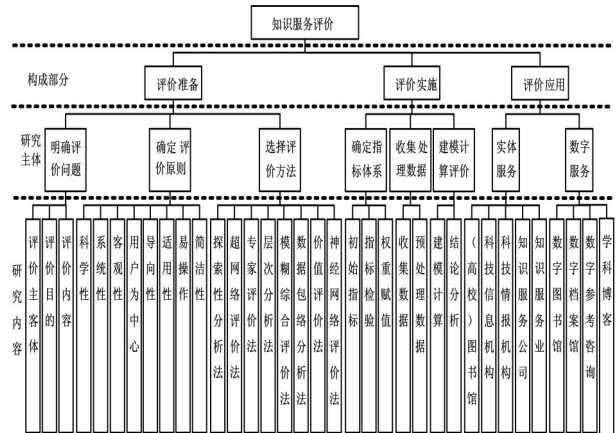 知识服务评价
构成部分
评价准备
评价实施
评价应用
研究
主体
明确评
价问题
确定评
价原则
选择评
价方法
确定指
标体系
收集处
理数据
建模计
算评价
实体
服务
数字
服务
研究内容
评价主客体
评价目的
评价内容
科学性
系统性
客观性
用户为中心
导向性
适用性
易操作
简洁性
探索性分析法
超网络评价法
专家评价法
层次分析法
模糊综合评价法
数据包络分析法
价值评价法
神经网络评价法
初始指标
指标检验
权重赋值
收集数据
预处理数据
建模计算
结论分析
（高校）图书馆
科技信息机构
科技情报机构
知识服务公司
知识服务业
数字图书馆
数字档案馆
数字参考咨询
学科博客